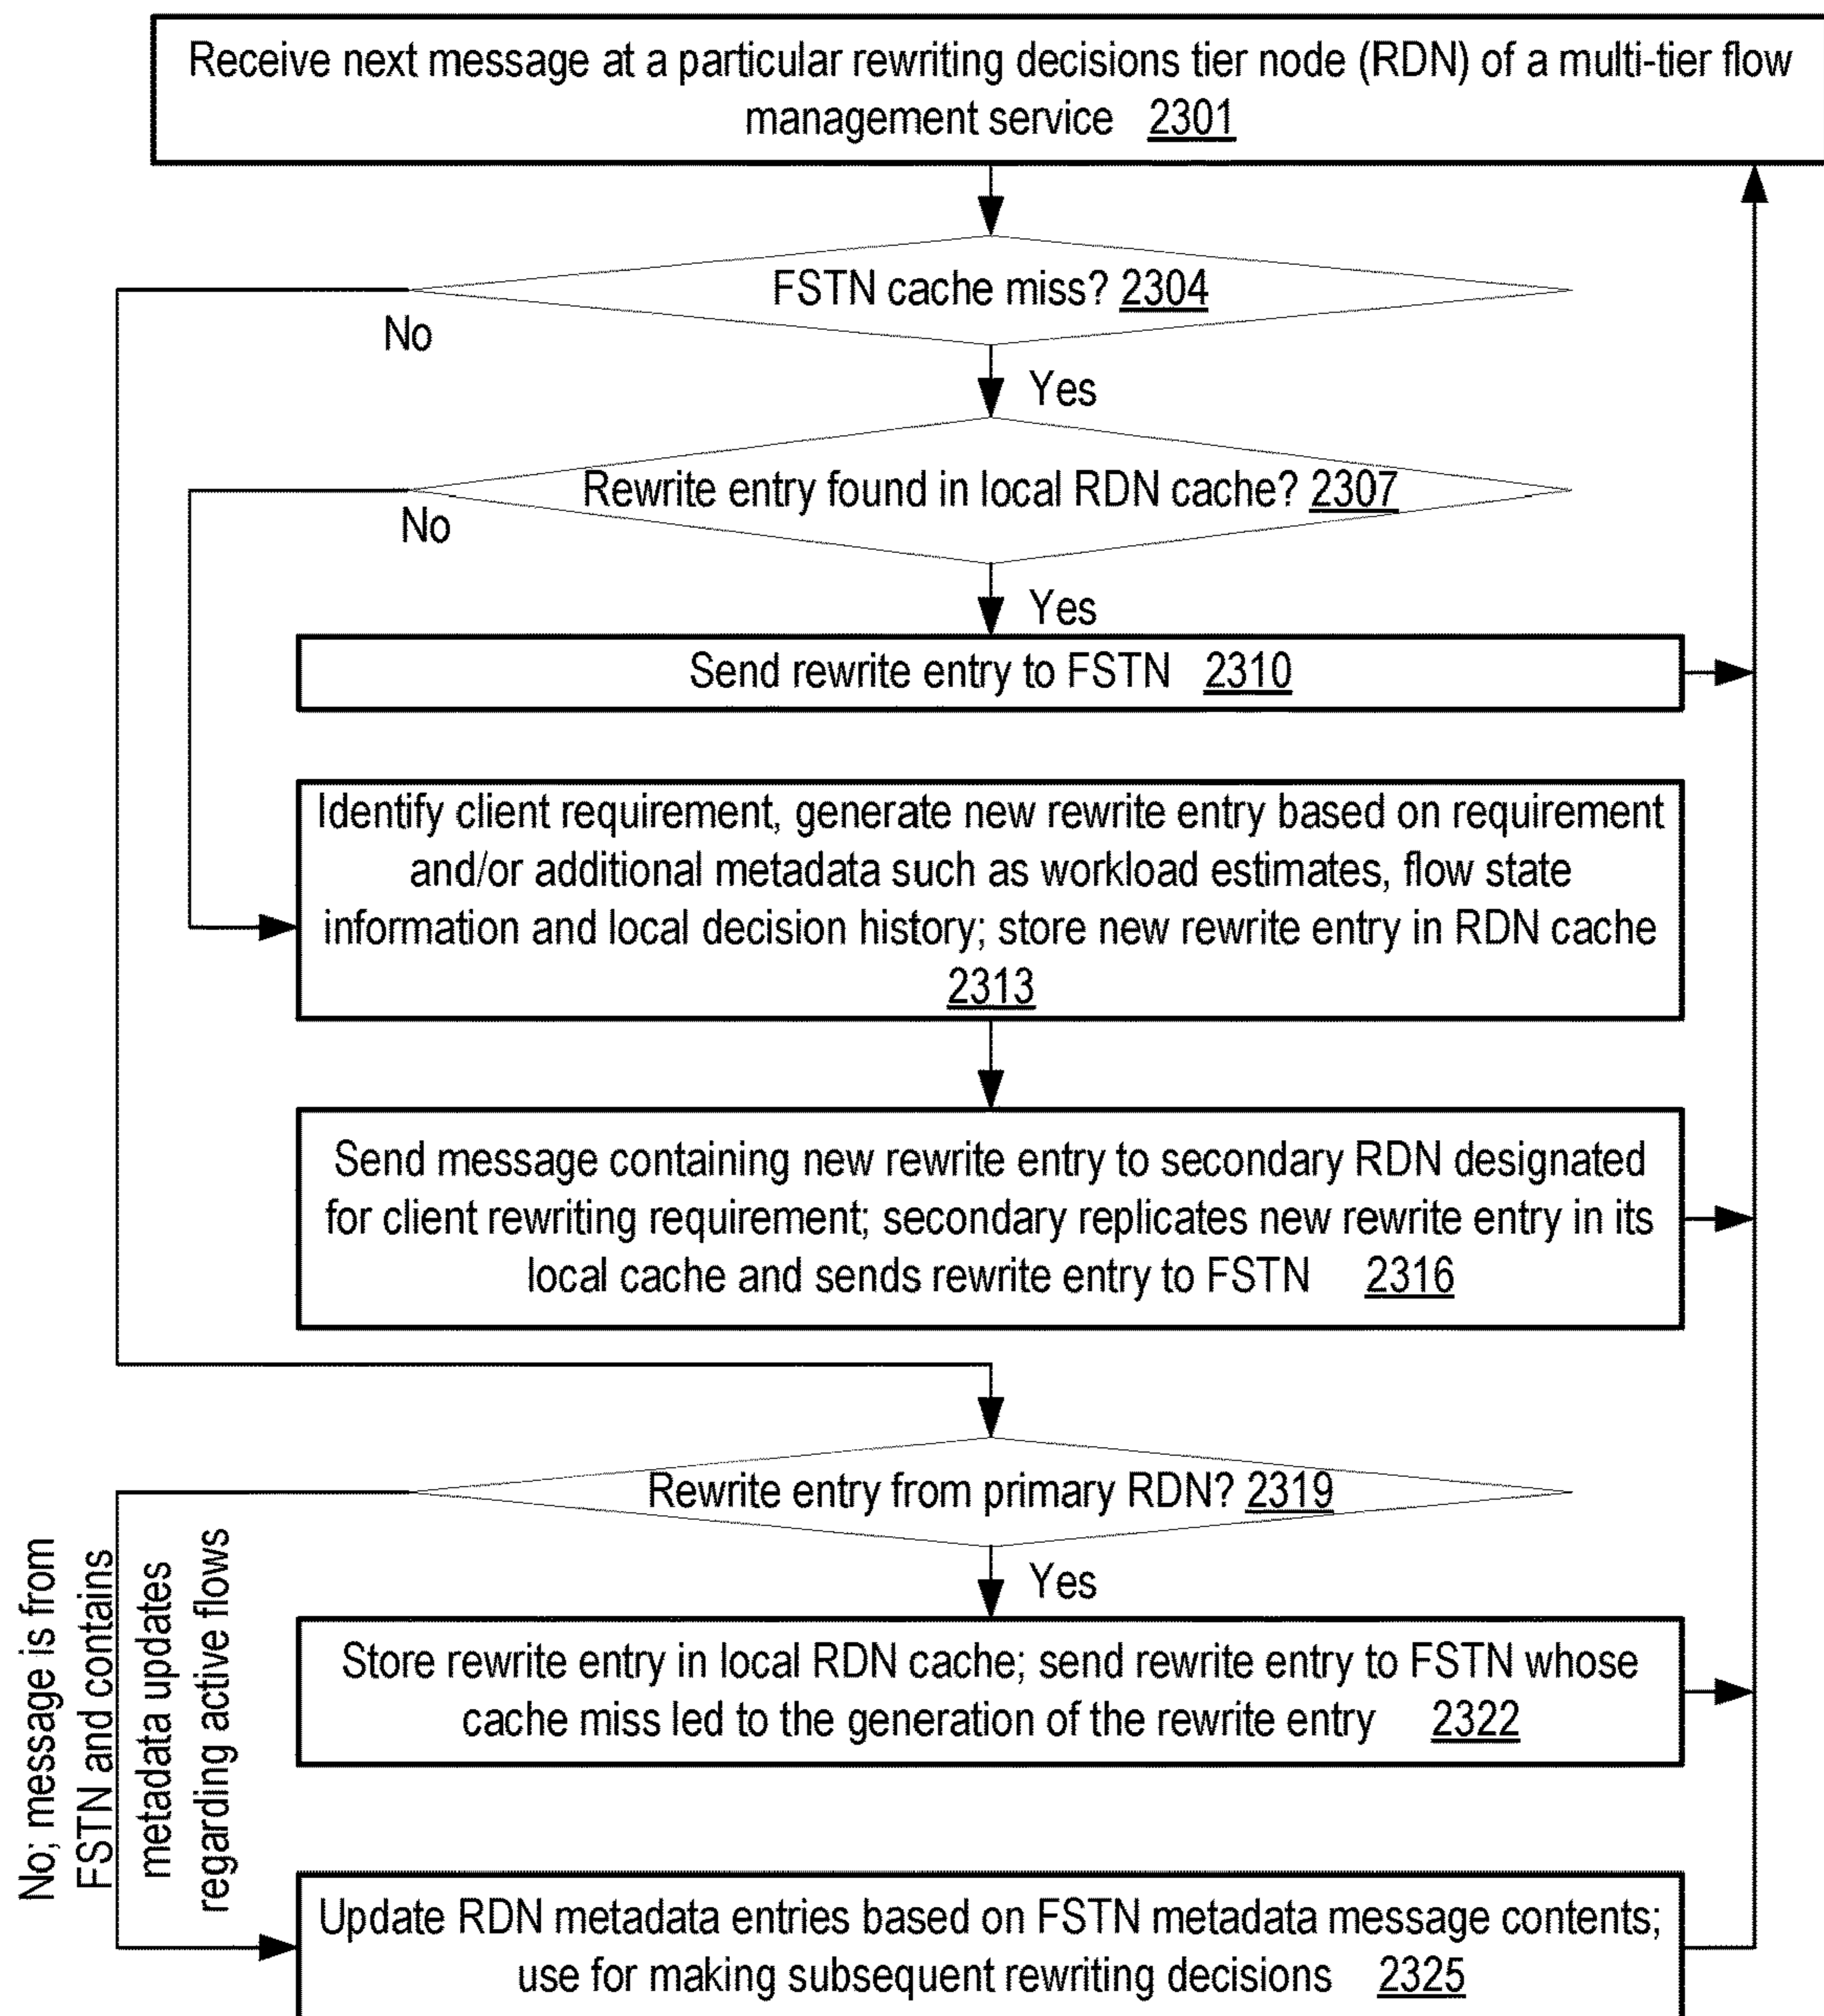 Receive next message at a particular rewriting decisions tier node (RDN) of a multi-tier flow
management service 2301
FSTN cache miss? 2304
No
Yes
Rewrite entry found in local RDN cache? 2307
No
Yes
Send rewrite entry to FSTN 2310
Identify client requirement, generate new rewrite entry based on requirement
and/or additional metadata such as workload estimates, flow state
information and local decision history; store new rewrite entry in RDN cache
2313
Send message containing new rewrite entry to secondary RDN designated
for client rewriting requirement; secondary replicates new rewrite entry in its
local cache and sends rewrite entry to FSTN 2316
Rewrite entry from primary RDN? 2319
No; message is from
FSTN and contains
metadata updates
regarding active flows
Yes
Store rewrite entry in local RDN cache; send rewrite entry to FSTN whose
cache miss led to the generation of the rewrite entry 2322
Update RDN metadata entries based on FSTN metadata message contents;
use for making subsequent rewriting decisions 2325